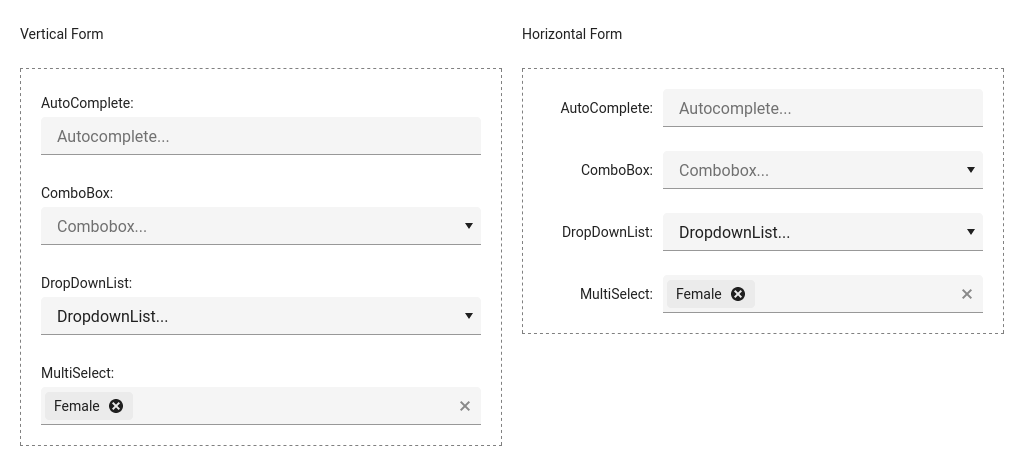 Vertical Form
AutoComplete:
Autocomplete...
ComboBox:
Combobox...
DropDownList:
DropdownList...
MultiSelect:
Female
Horizontal Form
AutoComplete: Autocomplete...
ComboBox: Combobox...
DropDownList: DropdownList...
MultiSelect: Female